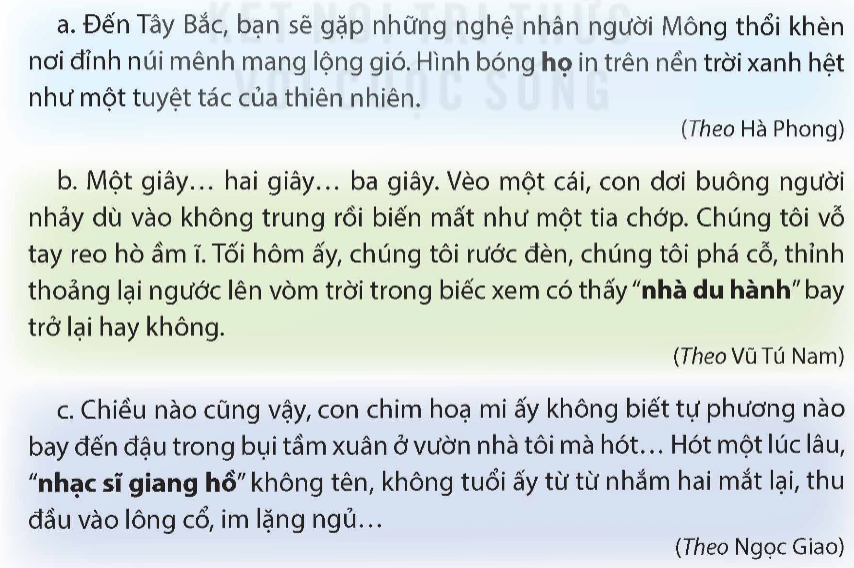 a. Đến Tây Bắc, bạn sẽ gặp những nghệ nhân người Mông thổi khèn
nơi đỉnh núi mênh mang lộng gió. Hình bóng họ in trên nền trời xanh hệt
như một tuyệt tác của thiên nhiên.
(Theo Hà Phong)
b. Một giây... hai giây... ba giây. Vèo một cái, con dơi buông người
nhảy dù vào không trung rồi biến mất như một tia chớp. Chúng tôi vỗ
tay reo hò ầm ĩ. Tối hôm ấy, chúng tôi rước đèn, chúng tôi phá cỗ, thỉnh
thoảng lại ngước lên vòm trời trong biếc xem có thấy “nhà du hành” bay
trở lại hay không.
(Theo Vũ Tú Nam)
c. Chiều nào cũng vậy, con chim hoạ mi ấy không biết tự phương nào
bay đến đậu trong bụi tầm xuân ở vườn nhà tôi mà hót... Hót một lúc lâu,
“nhạc sĩ giang hồ” không tên, không tuổi ấy từ từ nhắm hai mắt lại, thu
đầu vào lông cổ, im lặng ngủ...
(Theo Ngọc Giao)